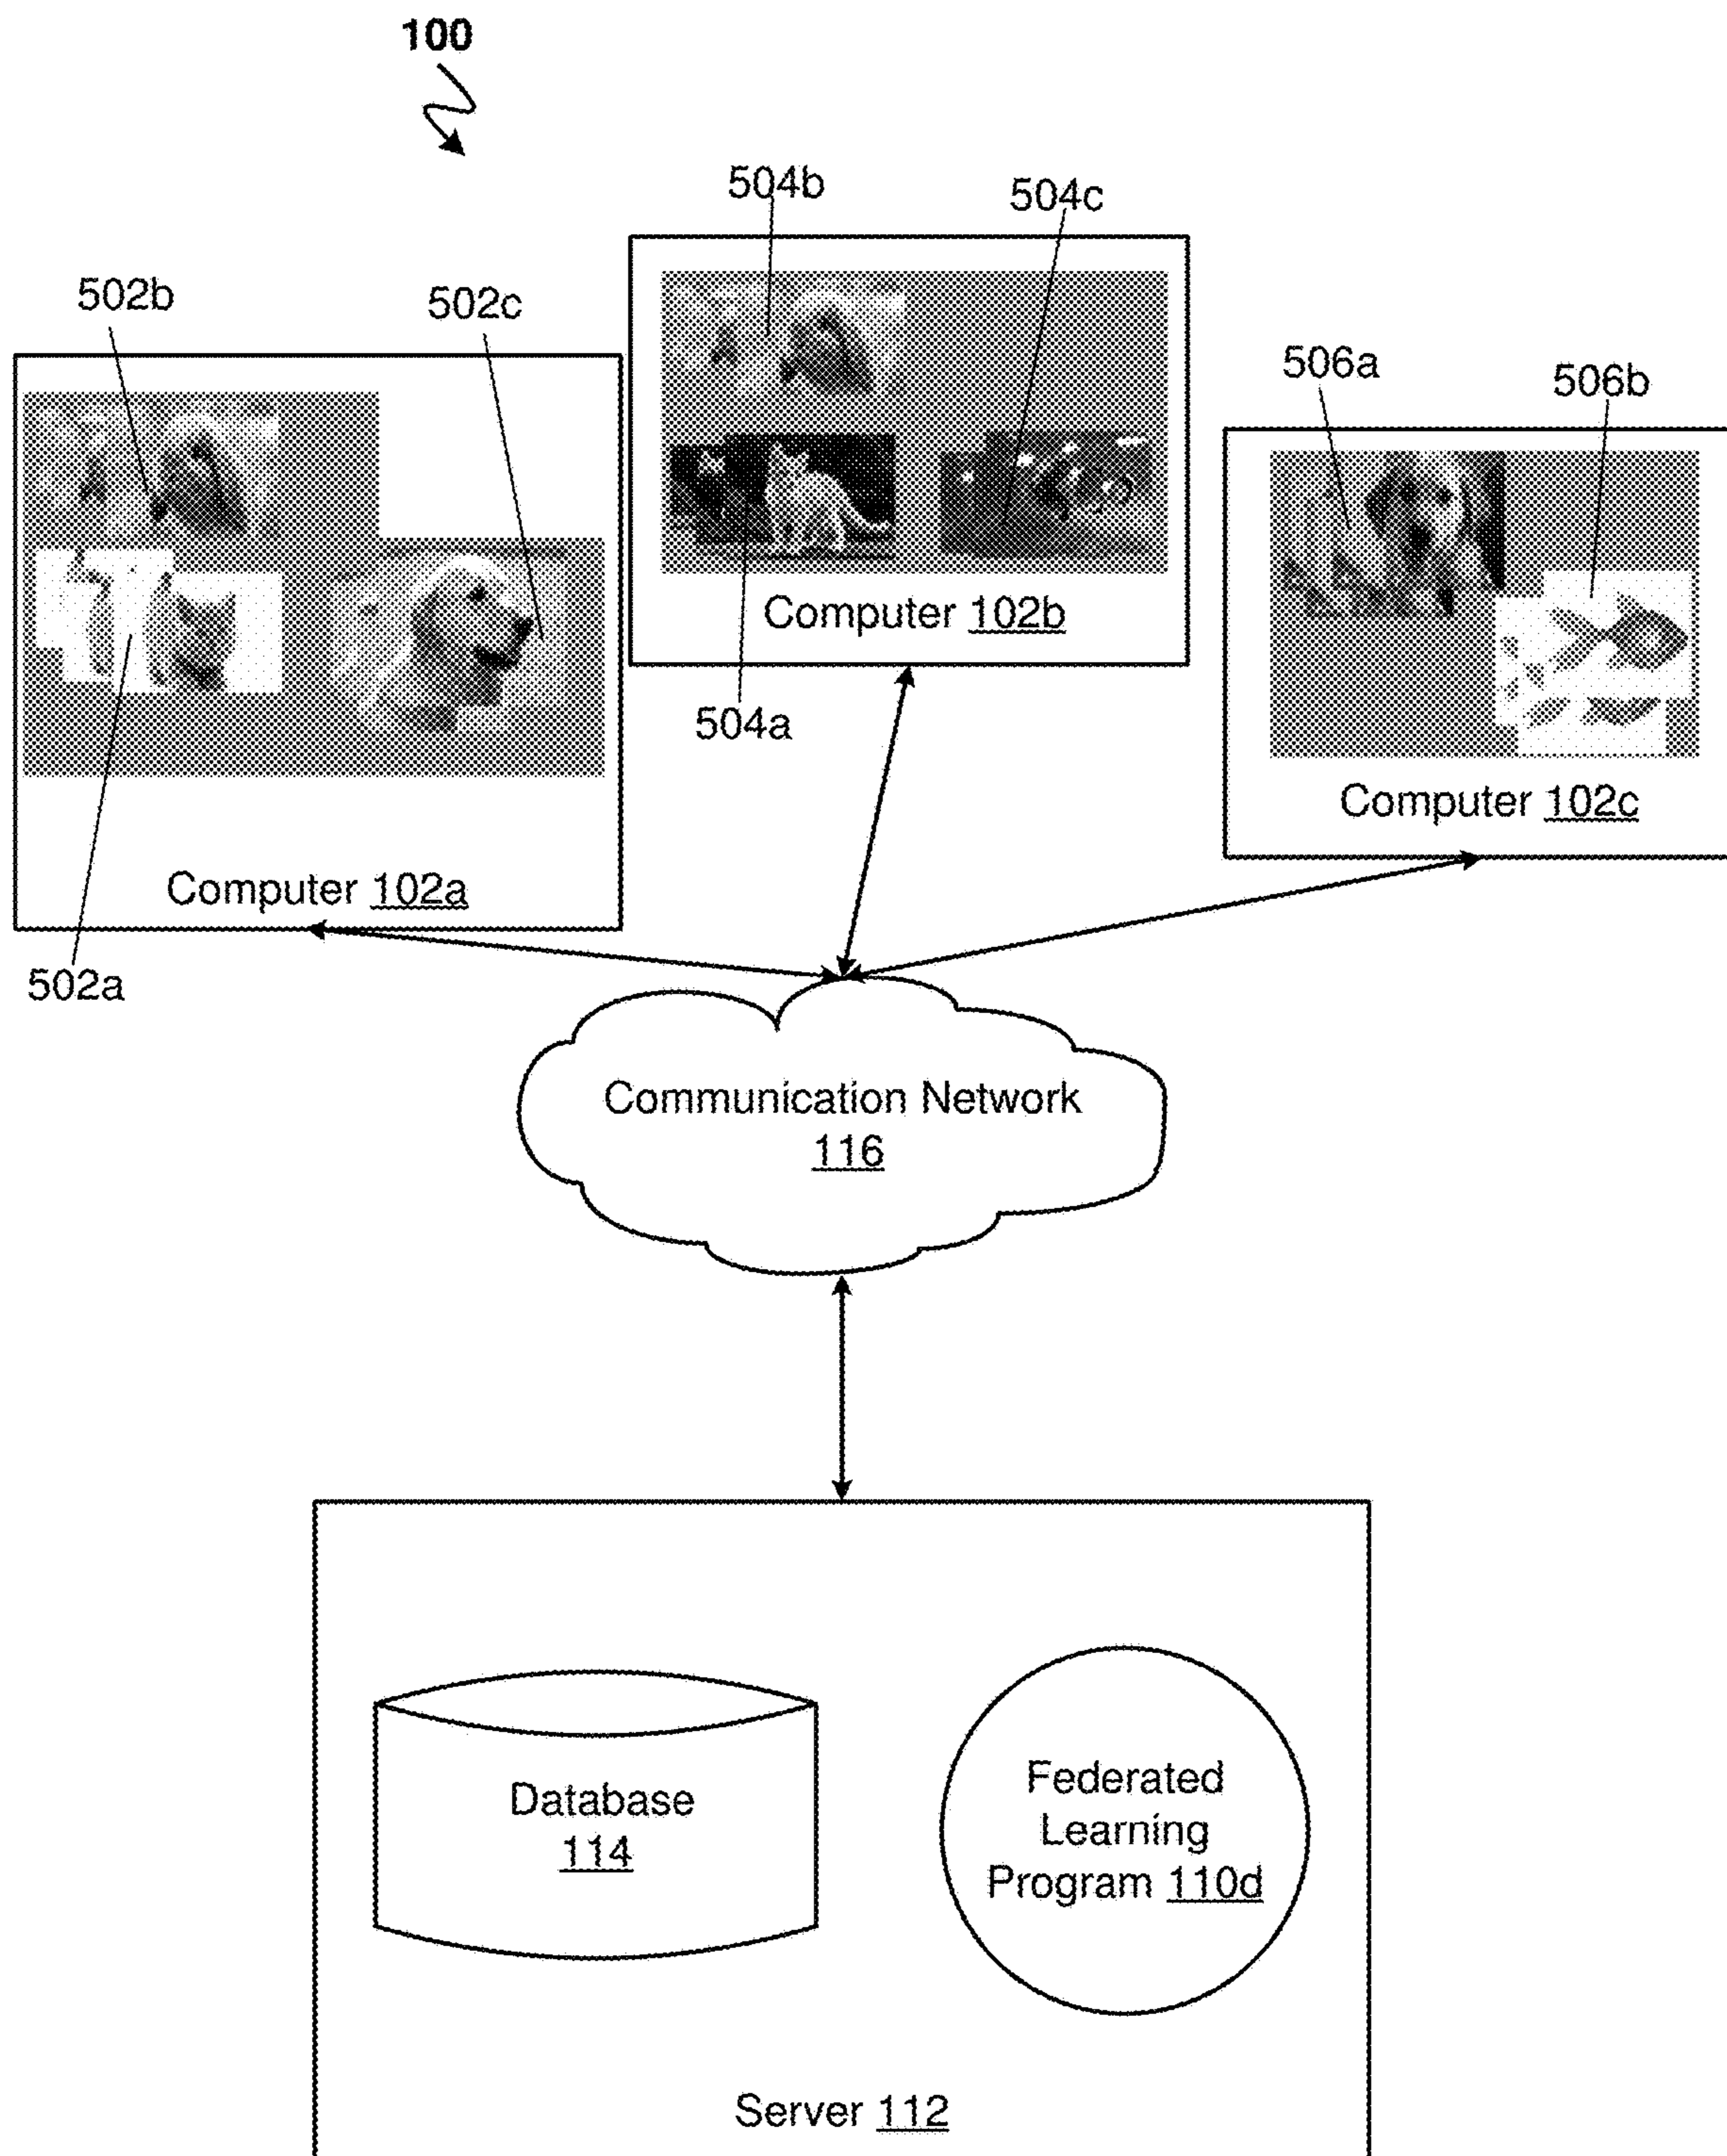 100
504b
504c
502b
502c
506a
506b
Computer 102b
504a
Computer 102c
Computer 102a
502a
Communication Network
116
Database
114
Federated
Learning
Program 110d
Server 112